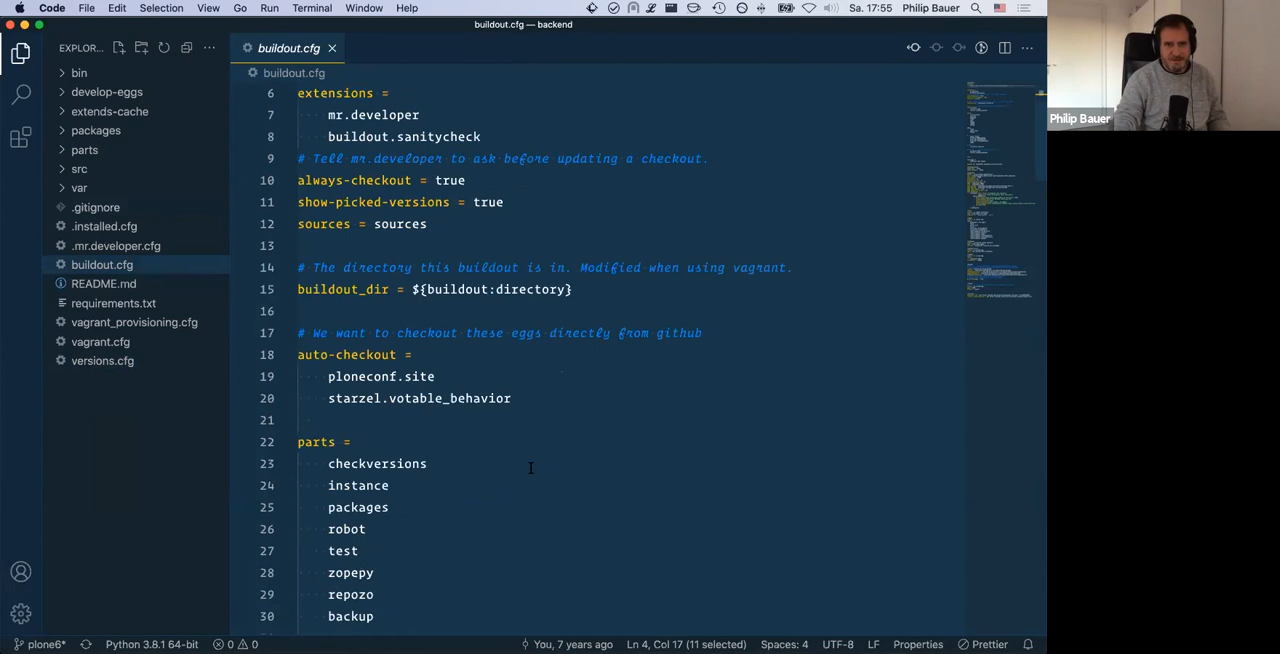 Code File Edit Selection View Go Run Terminal Window Help Sa. 17:55 Philip Bauer
buildout.cfg — backend
EXPLOR... buildout.cfg
buildout.cfg
bin
develop-eggs
extends-cache
packages
parts
src
var
.gitignore
.installed.cfg
.mr.developer.cfg
buildout.cfg
README.md
requirements.txt
vagrant_provisioning.cfg
vagrant.cfg
versions.cfg
6 extensions =
7 mr.developer
8 buildout.sanitycheck
9 # Tell mr.developer to ask before updating a checkout.
10 always-checkout = true
11 show-picked-versions = true
12 sources = sources
13
14 # The directory this buildout is in. Modified when using vagrant.
15 buildout_dir = ${buildout:directory}
16
17 # We want to checkout these eggs directly from github
18 auto-checkout =
19 ploneconf.site
20 starzel.votable_behavior
21
22 parts =
23 checkversions
24 instance
25 packages
26 robot
27 test
28 zopepy
29 repozo
30 backup
plone6* Python 3.8.1 64-bit 0 0 You, 7 years ago Ln 4, Col 17 (11 selected) Spaces: 4 UTF-8 LF Properties Prettier
Philip Bauer